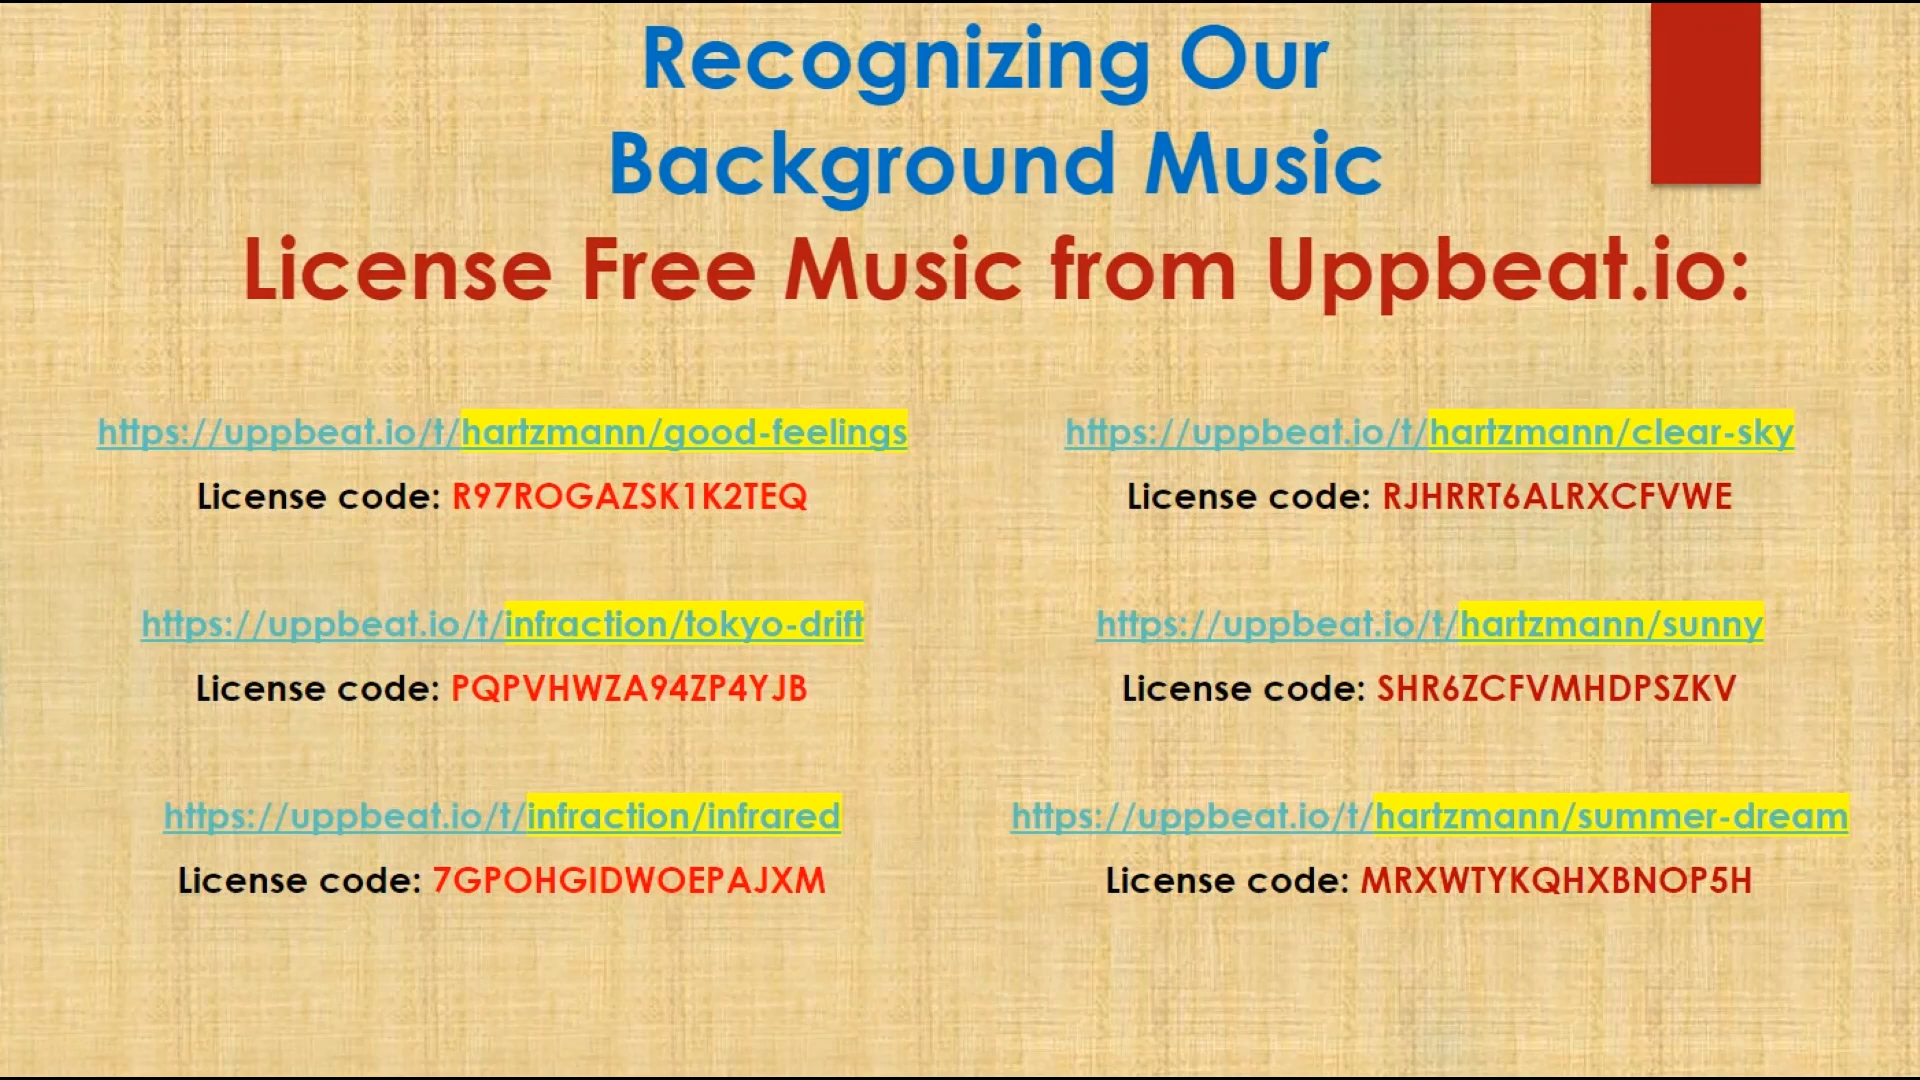 Recognizing Our
Background Music
License Free Music from Uppbeat.io:
https://uppbeat.io/t/hartzmann/good-feelings
License code: R97ROGAZSK1K2TEQ
https://uppbeat.io/t/infraction/tokyo-drift
License code: PQPVHWZA94ZP4YJB
https://uppbeat.io/t/infraction/infrared
License code: 7GPOHGIDWOEPAJXM
https://uppbeat.io/t/hartzmann/clear-sky
License code: RJHRRT6ALRXCFVWE
https://uppbeat.io/t/hartzmann/sunny
License code: SHR6ZCFVMHDPSZKV
https://uppbeat.io/t/hartzmann/summer-dream
License code: MRXWTYKQHXBNOP5H